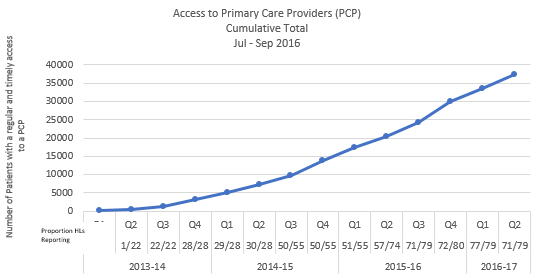 Access to Primary Care Providers (PCP)
Cumulative Total
Jul - Sep 2016
Number of Patients with a regular and timely access
to a PCP
40000
35000
30000
25000
20000
15000
10000
5000
0
Q2 Q3 Q4 Q1 Q2 Q3 Q4 Q1 Q2 Q3 Q4 Q1 Q2
Proportion HLs
Reporting
1/22 22/22 28/28 29/28 30/28 50/55 50/55 51/55 57/74 71/79 72/80 77/79 71/79
2013-14 2014-15 2015-16 2016-17